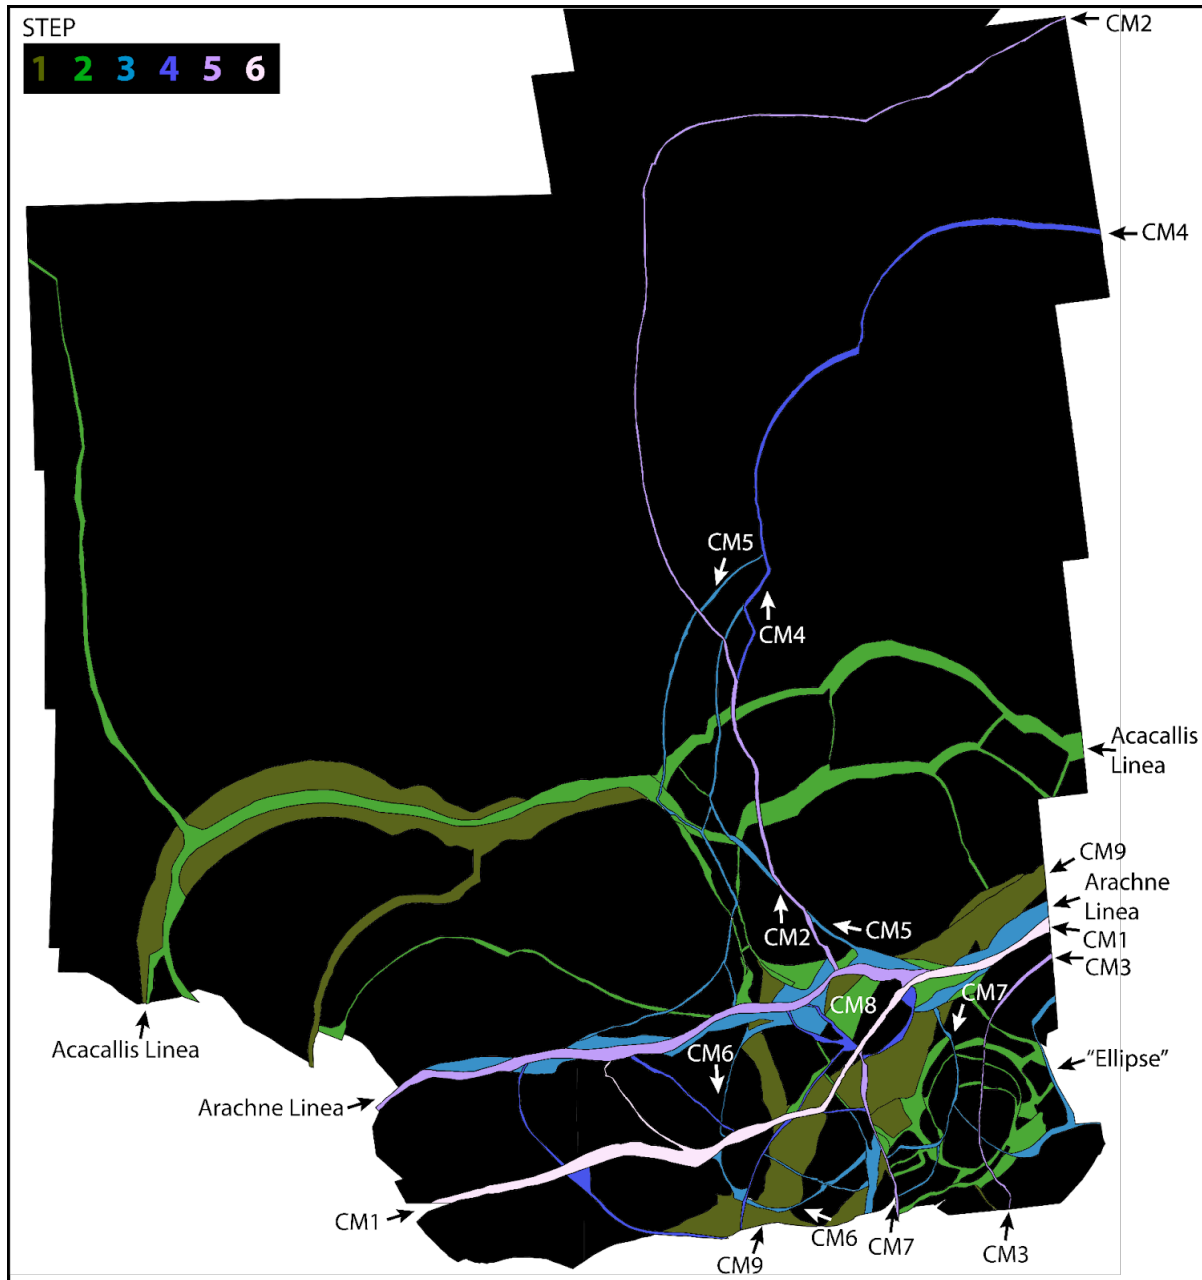 STEP
1 2 3 4 5 6
CM2
CM4
CM5
CM4
Acacallis
Linea
CM9
Arachne
Linea
CM2
CM5
CM1
CM3
CM8
CM7
Acacallis Linea
CM6
"Ellipse"
Arachne Linea
CM1
CM6
CM7
CM3
CM9